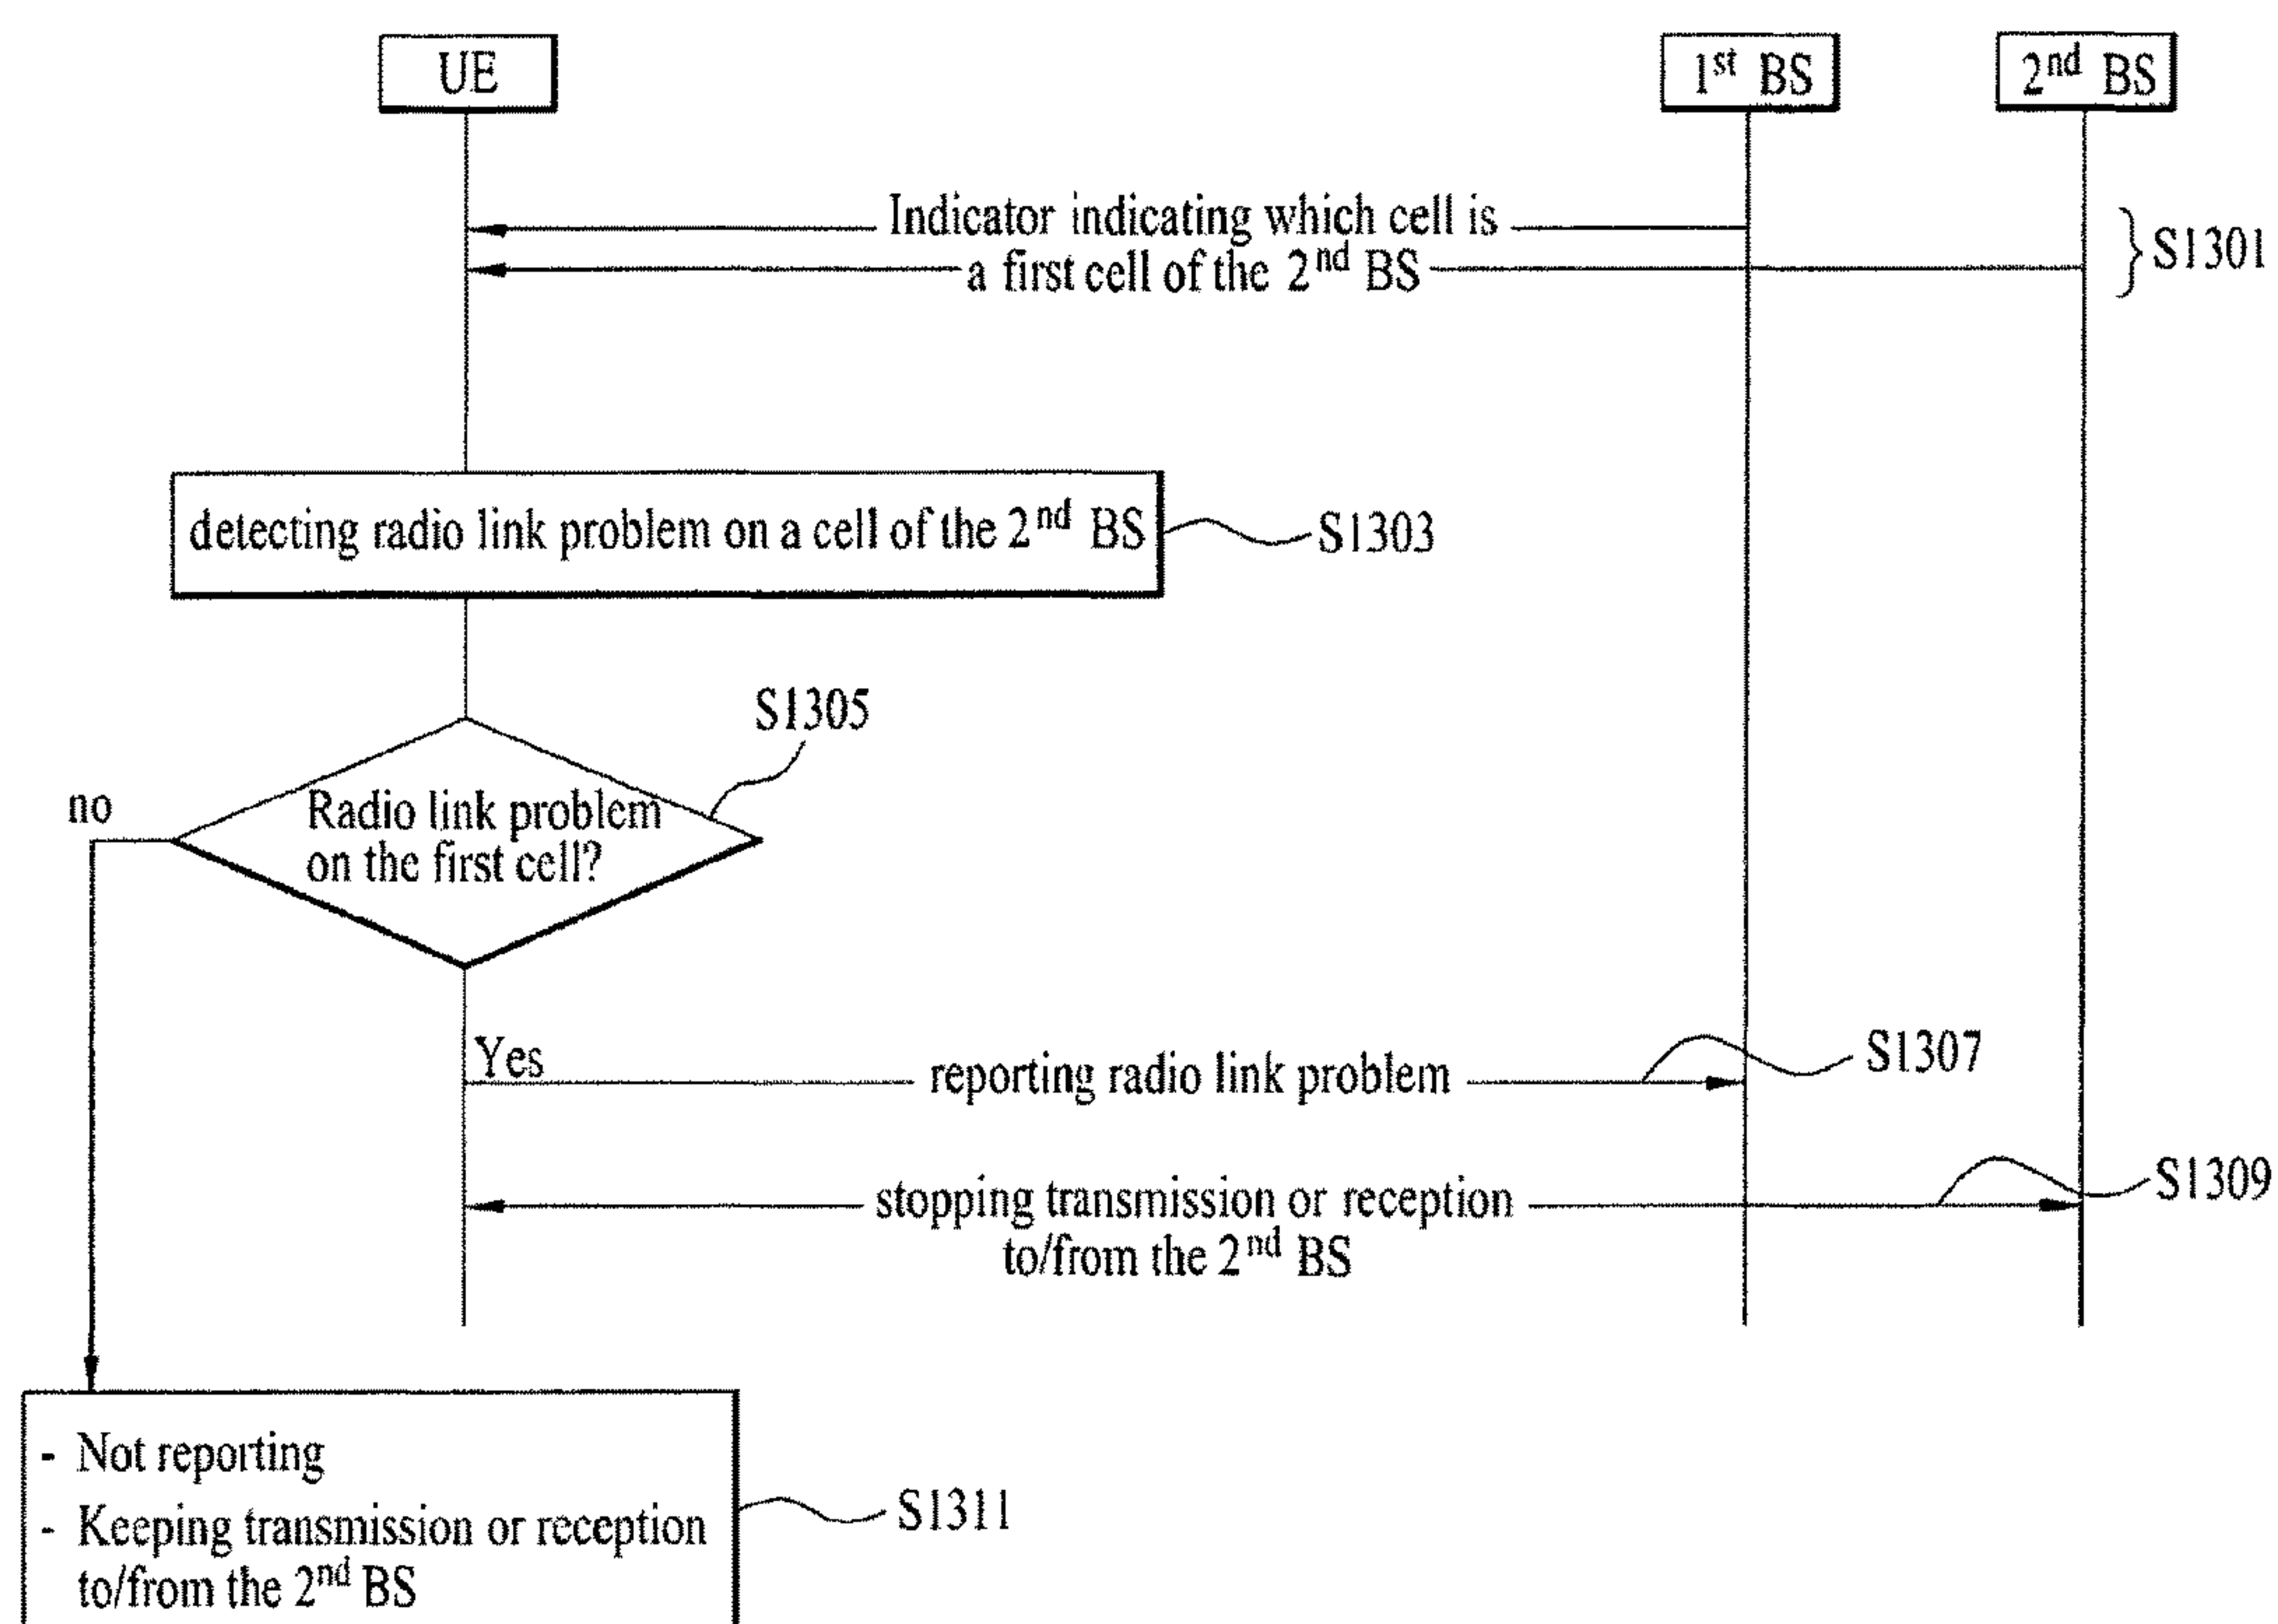 UE
1st BS
2nd BS
Indicator indicating which cell is
a first cell of the 2nd BS
S1301
detecting radio link problem on a cell of the 2nd BS
S1303
S1305
no
Radio link problem
on the first cell?
Yes
reporting radio link problem
S1307
stopping transmission or reception
to/from the 2nd BS
S1309
- Not reporting
- Keeping transmission or reception
to/from the 2nd BS
S1311